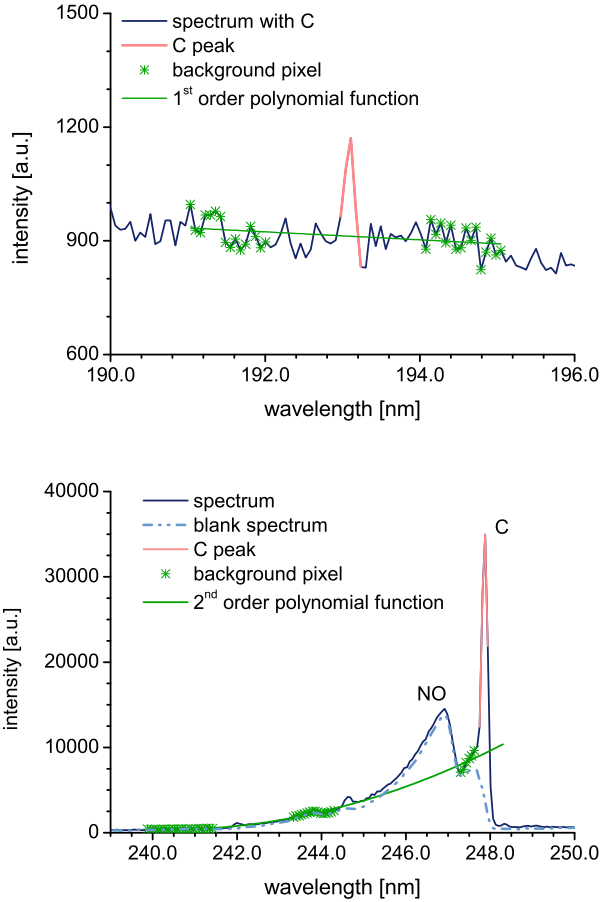 1500
1200
900
600
intensity [a.u.]
spectrum with C
C peak
background pixel
1st order polynomial function
190.0 192.0 194.0 196.0
wavelength [nm]
40000
30000
20000
10000
0
intensity [a.u.]
spectrum
blank spectrum
C peak
background pixel
2nd order polynomial function
C
NO
240.0 242.0 244.0 246.0 248.0 250.0
wavelength [nm]